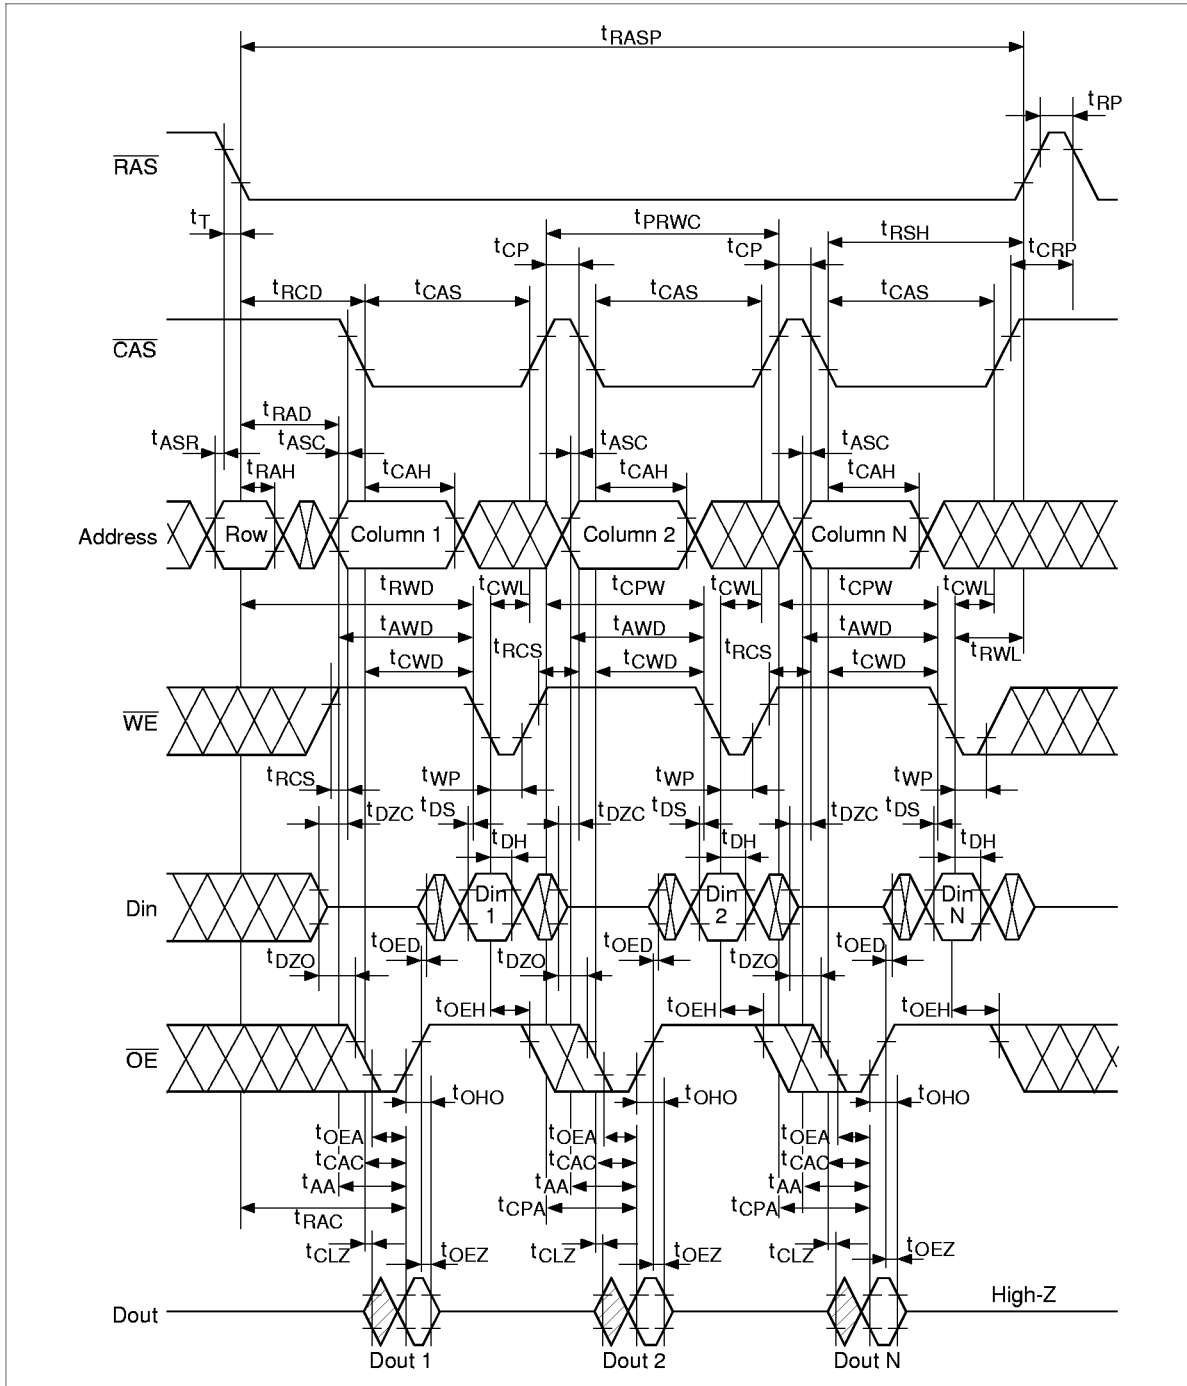 tRASP
tRP
RAS
tT
tPRWC
tRSH
tCP
tCP
tCRP
tRCD
tCAS
tCAS
tCAS
CAS
tRAD
tASR
tASC
tASC
tASC
tRAH
tCAH
tCAH
tCAH
Address
Row
Column 1
Column 2
Column N
tRWD
tCWL
tCPW
tCWL
tCPW
tCWL
tAWD
tAWD
tAWD
tRCS
tRCS
tRWL
tCWD
tCWD
tCWD
WE
tRCS
tWP
tWP
tWP
tDZC
tDS
tDZC
tDS
tDZC
tDS
tDH
tDH
tDH
Din
Din 1
Din 2
Din N
tOED
tOED
tOED
tDZO
tDZO
tDZO
tOEH
tOEH
tOEH
OE
tOHO
tOHO
tOHO
tOEA
tOEA
tOEA
tCAC
tCAC
tCAC
tAA
tAA
tAA
tRAC
tCPA
tCPA
tCLZ
tOEZ
tCLZ
tOEZ
tCLZ
tOEZ
High-Z
Dout
Dout 1
Dout 2
Dout N